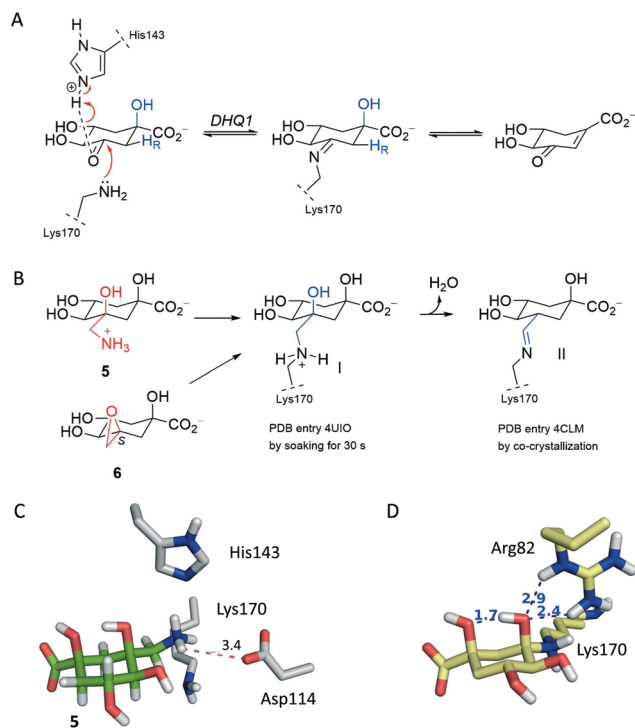 A
H
N
His143
N
⊕
H
OH
HO
HO
O
CO₂⁻
H_R
NH₂
Lys170
DHQ1
OH
HO
HO
CO₂⁻
H_R
N
Lys170
HO
HO
O
CO₂⁻
B
OH
OH
HO
HO
CO₂⁻
+
NH₃
5
O
OH
HO
HO
CO₂⁻
S
6
OH
OH
HO
HO
CO₂⁻
H-N-H
+
I
Lys170
PDB entry 4UIO
by soaking for 30 s
H₂O
OH
HO
HO
CO₂⁻
N
II
Lys170
PDB entry 4CLM
by co-crystallization
C
His143
Lys170
3.4
Asp114
5
D
Arg82
2.9
1.7
2.4
Lys170